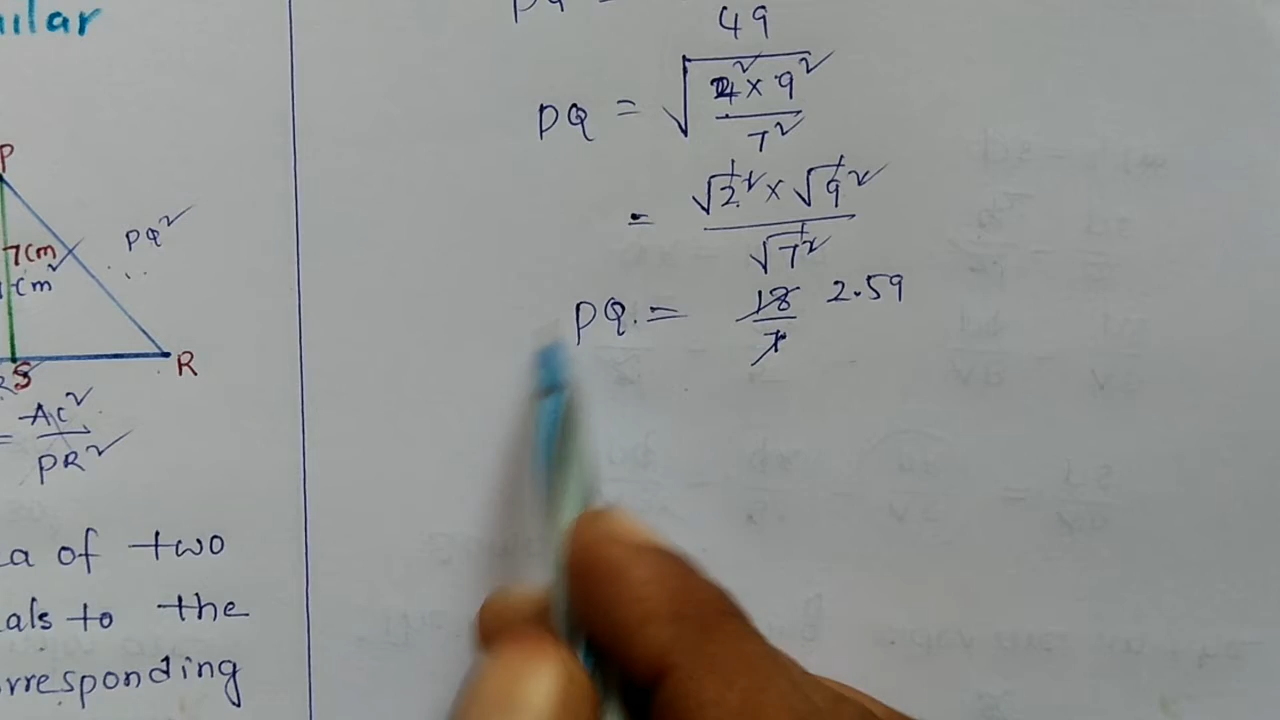 ilar
P
7cm
cm
PQ²
S
R
= AC²
PR²
a of two
als to the
rresponding
PQ =
49
PQ = √2² × 9²
7²
= √2² × √9²
√7²
PQ. = 18 2.59
7